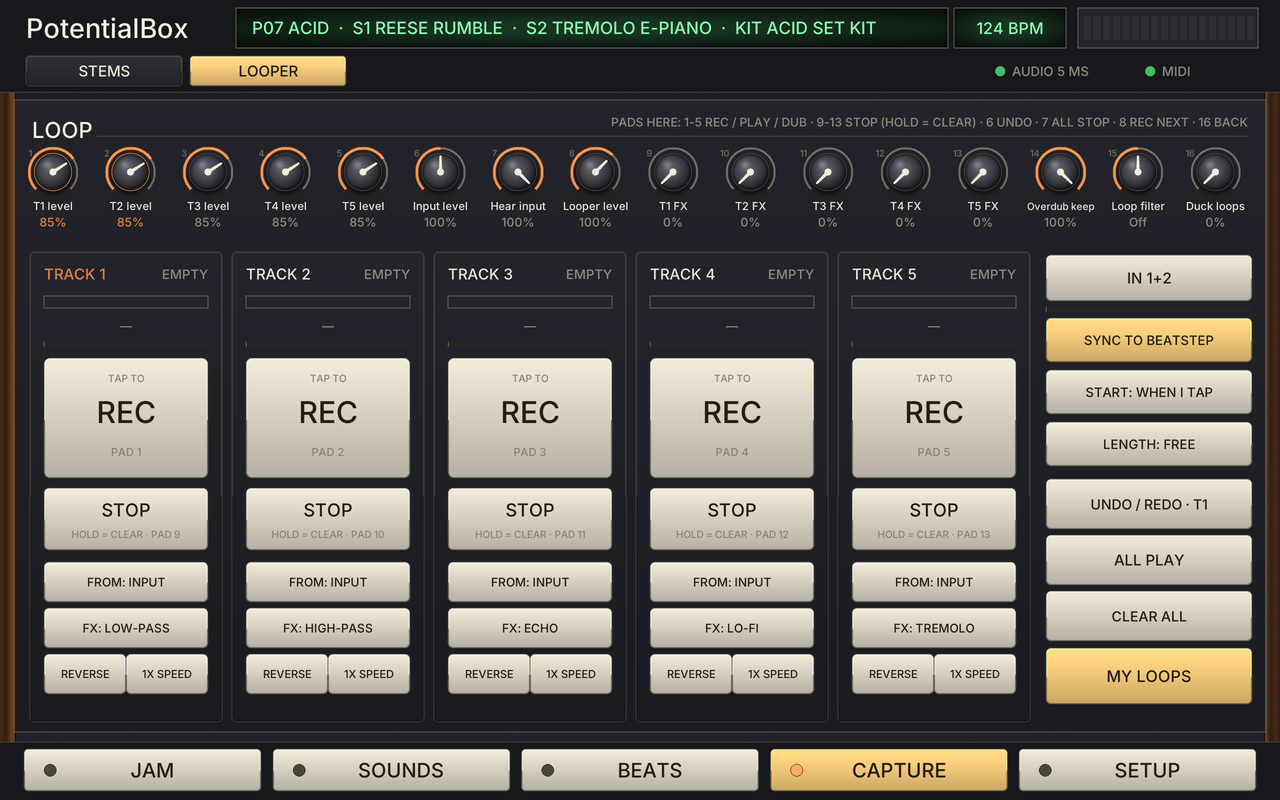 PotentialBox
P07 ACID · S1 REESE RUMBLE · S2 TREMOLO E-PIANO · KIT ACID SET KIT
124 BPM
STEMS
LOOPER
AUDIO 5 MS
MIDI
LOOP
PADS HERE: 1-5 REC / PLAY / DUB · 9-13 STOP (HOLD = CLEAR) · 6 UNDO · 7 ALL STOP · 8 REC NEXT · 16 BACK
1 2 3 4 5 6 7 8 9 10 11 12 13 14 15 16
T1 level T2 level T3 level T4 level T5 level Input level Hear input Looper level T1 FX T2 FX T3 FX T4 FX T5 FX Overdub keep Loop filter Duck loops
85% 85% 85% 85% 85% 100% 100% 100% 0% 0% 0% 0% 0% 100% Off 0%
TRACK 1 EMPTY
—
TAP TO
REC
PAD 1
STOP
HOLD = CLEAR · PAD 9
FROM: INPUT
FX: LOW-PASS
REVERSE 1X SPEED
TRACK 2 EMPTY
—
TAP TO
REC
PAD 2
STOP
HOLD = CLEAR · PAD 10
FROM: INPUT
FX: HIGH-PASS
REVERSE 1X SPEED
TRACK 3 EMPTY
—
TAP TO
REC
PAD 3
STOP
HOLD = CLEAR · PAD 11
FROM: INPUT
FX: ECHO
REVERSE 1X SPEED
TRACK 4 EMPTY
—
TAP TO
REC
PAD 4
STOP
HOLD = CLEAR · PAD 12
FROM: INPUT
FX: LO-FI
REVERSE 1X SPEED
TRACK 5 EMPTY
—
TAP TO
REC
PAD 5
STOP
HOLD = CLEAR · PAD 13
FROM: INPUT
FX: TREMOLO
REVERSE 1X SPEED
IN 1+2
SYNC TO BEATSTEP
START: WHEN I TAP
LENGTH: FREE
UNDO / REDO · T1
ALL PLAY
CLEAR ALL
MY LOOPS
JAM
SOUNDS
BEATS
CAPTURE
SETUP